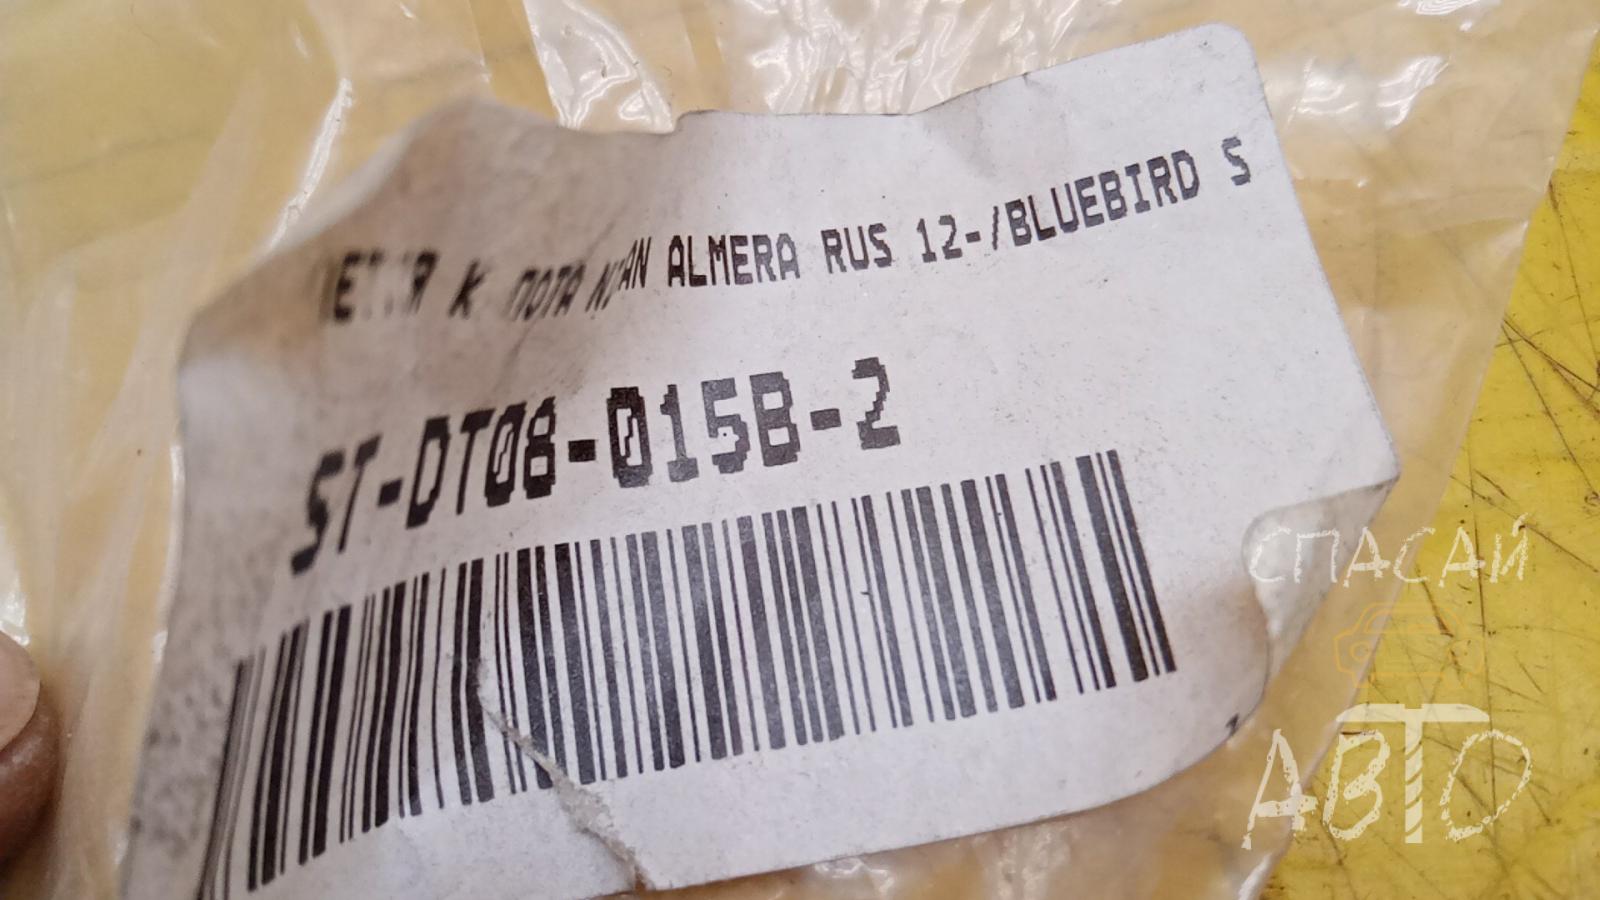 ALMERA RUS 12-/BLUEBIRD S
ST-DT08-015B-2
СПАСАЙ
АВТО